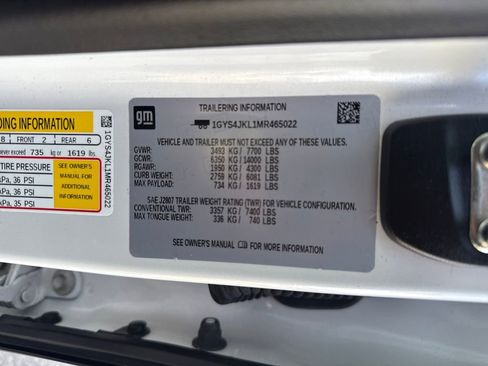 DING INFORMATION
8 FRONT 2 REAR 6
never exceed 735 kg or 1619 lbs.
TIRE PRESSURE
kPa, 36 PSI
kPa, 36 PSI
kPa, 35 PSI
SEE OWNER'S
MANUAL FOR
ADDITIONAL
INFORMATION
1GYS4JKL1MR465022
gm
TRAILERING INFORMATION
1GYS4JKL1MR465022
VEHICLE AND TRAILER MUST NOT EXCEED ANY OF THESE VALUES.
GVWR: 3493 KG/ 7700 LBS
GCWR: 6350 KG/ 14000 LBS
RGAWR: 1950 KG/ 4300 LBS
CURB WEIGHT: 2759 KG/ 6081 LBS
MAX PAYLOAD: 734 KG/ 1619 LBS
SAE J2807 TRAILER WEIGHT RATING (TWR) FOR VEHICLE CONFIGURATION.
CONVENTIONAL TWR: 3357 KG/ 7400 LBS
MAX TONGUE WEIGHT: 336 KG/ 740 LBS
SEE OWNER'S MANUAL FOR MORE INFORMATION